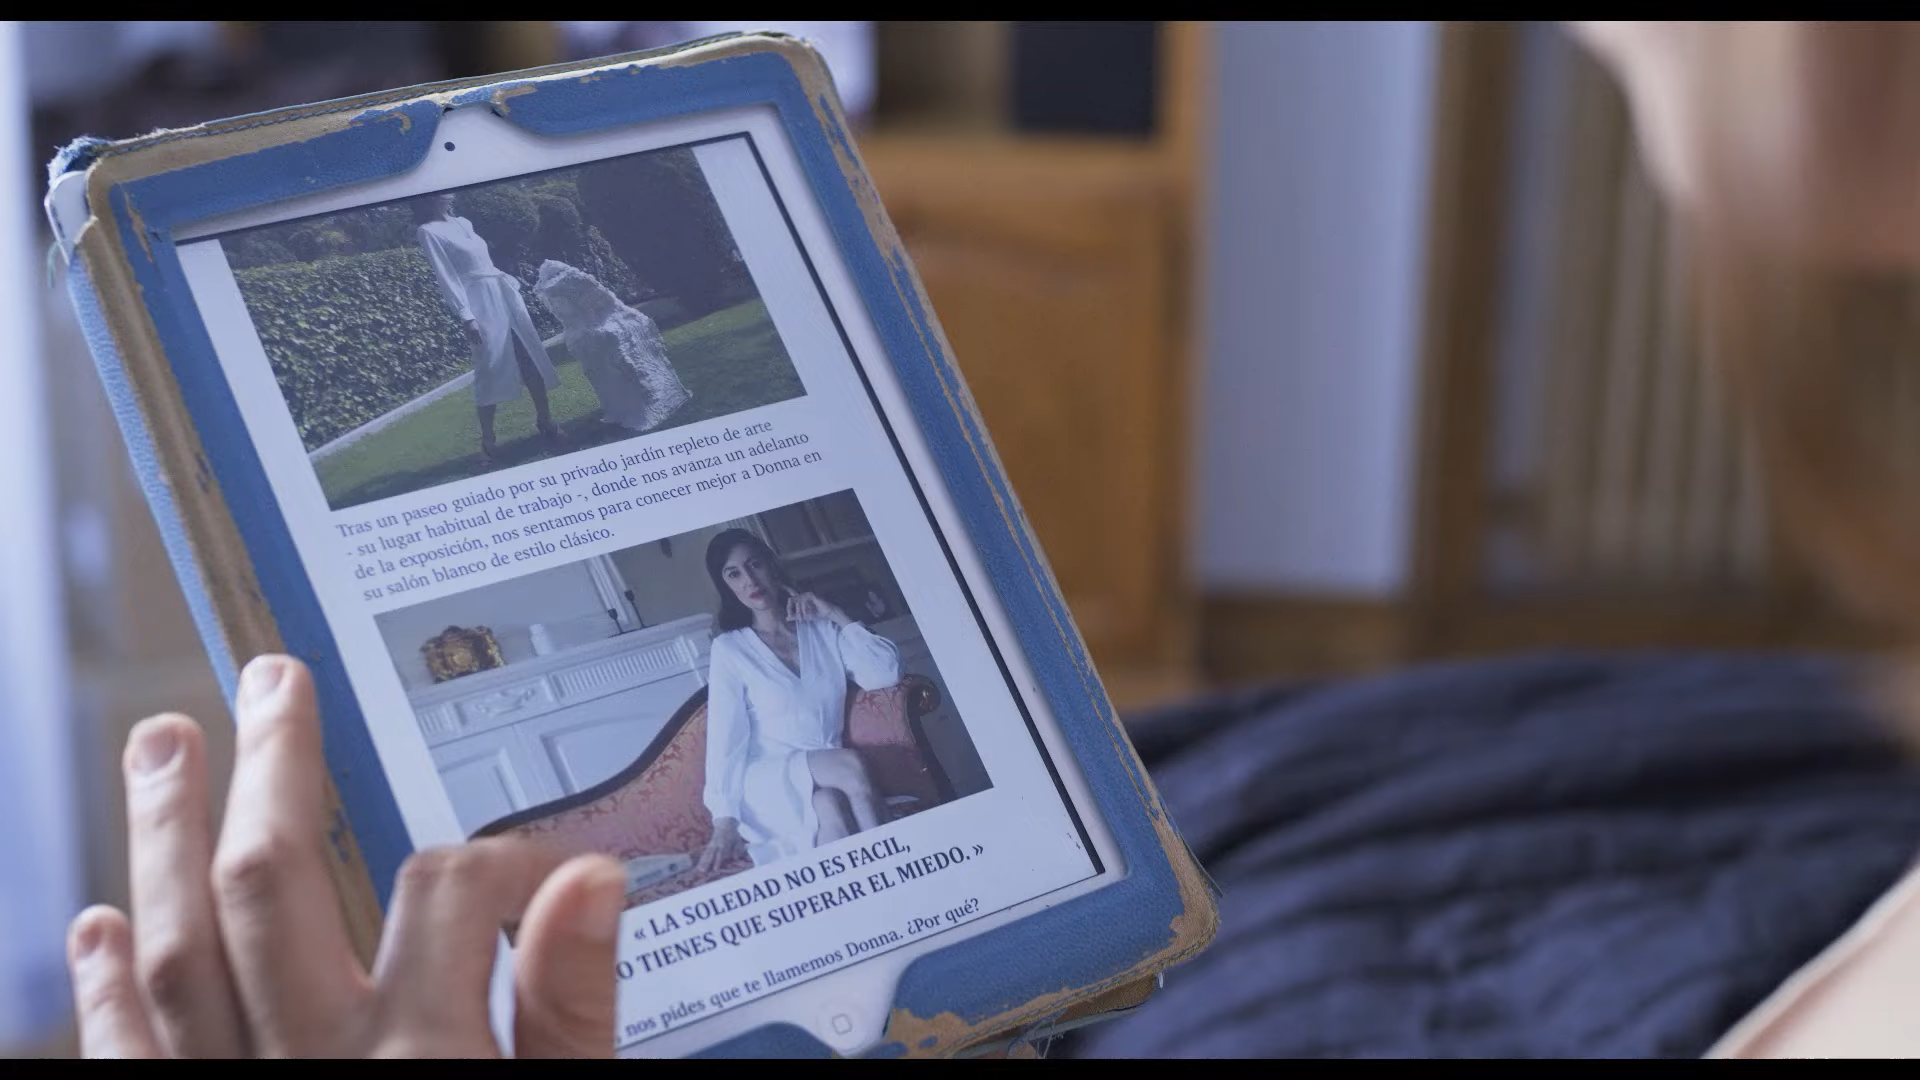 Tras un paseo guiado por su privado jardín repleto de arte
- su lugar habitual de trabajo -, donde nos avanza un adelanto
de la exposición, nos sentamos para conecer mejor a Donna en
su salón blanco de estilo clásico.
« LA SOLEDAD NO ES FACIL,
O TIENES QUE SUPERAR EL MIEDO. »
nos pides que te llamemos Donna. ¿Por qué?